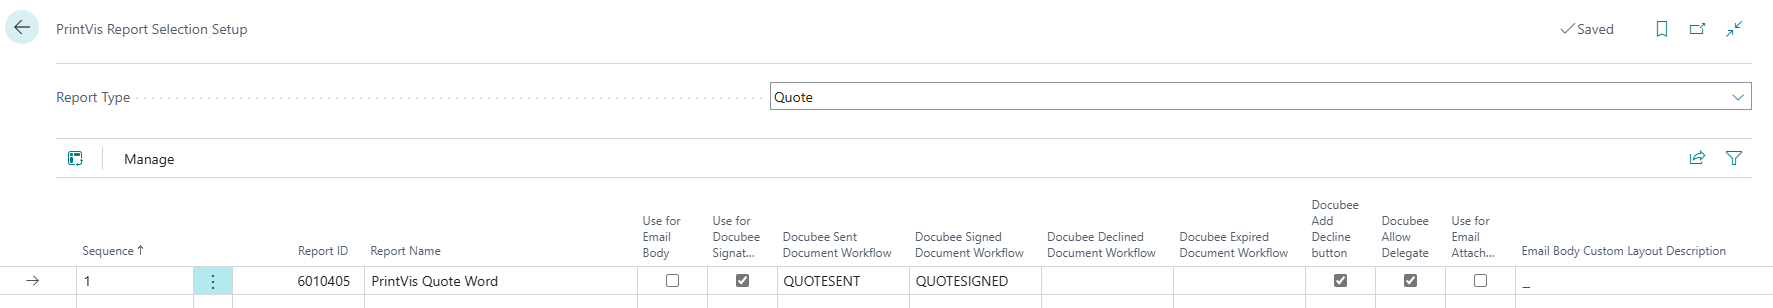 PrintVis Report Selection Setup
Saved
Report Type
Quote
Manage
Sequence ↑
Report ID
Report Name
Use for
Email
Body
Use for
Docubee
Signat...
Docubee Sent
Document Workflow
Docubee Signed
Document Workflow
Docubee Declined
Document Workflow
Docubee Expired
Document Workflow
Docubee
Add
Decline
button
Docubee
Allow
Delegate
Use for
Email
Attach...
Email Body Custom Layout Description
1
6010405
PrintVis Quote Word
QUOTESENT
QUOTESIGNED
_